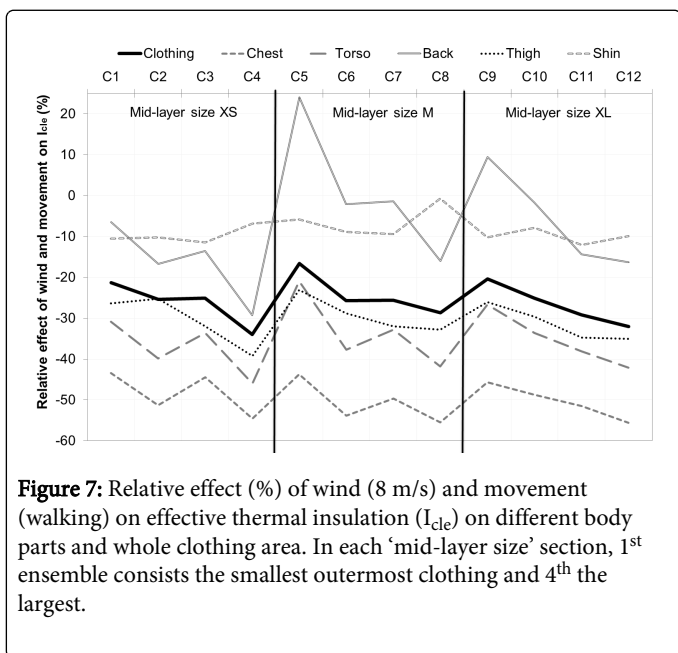 Clothing Chest Torso Back Thigh Shin
C1 C2 C3 C4 C5 C6 C7 C8 C9 C10 C11 C12
Mid-layer size XS Mid-layer size M Mid-layer size XL
Relative effect of wind and movement on Icle (%)
20
10
0
-10
-20
-30
-40
-50
-60
Figure 7: Relative effect (%) of wind (8 m/s) and movement
(walking) on effective thermal insulation (Icle) on different body
parts and whole clothing area. In each ‘mid-layer size’ section, 1st
ensemble consists the smallest outermost clothing and 4th the
largest.